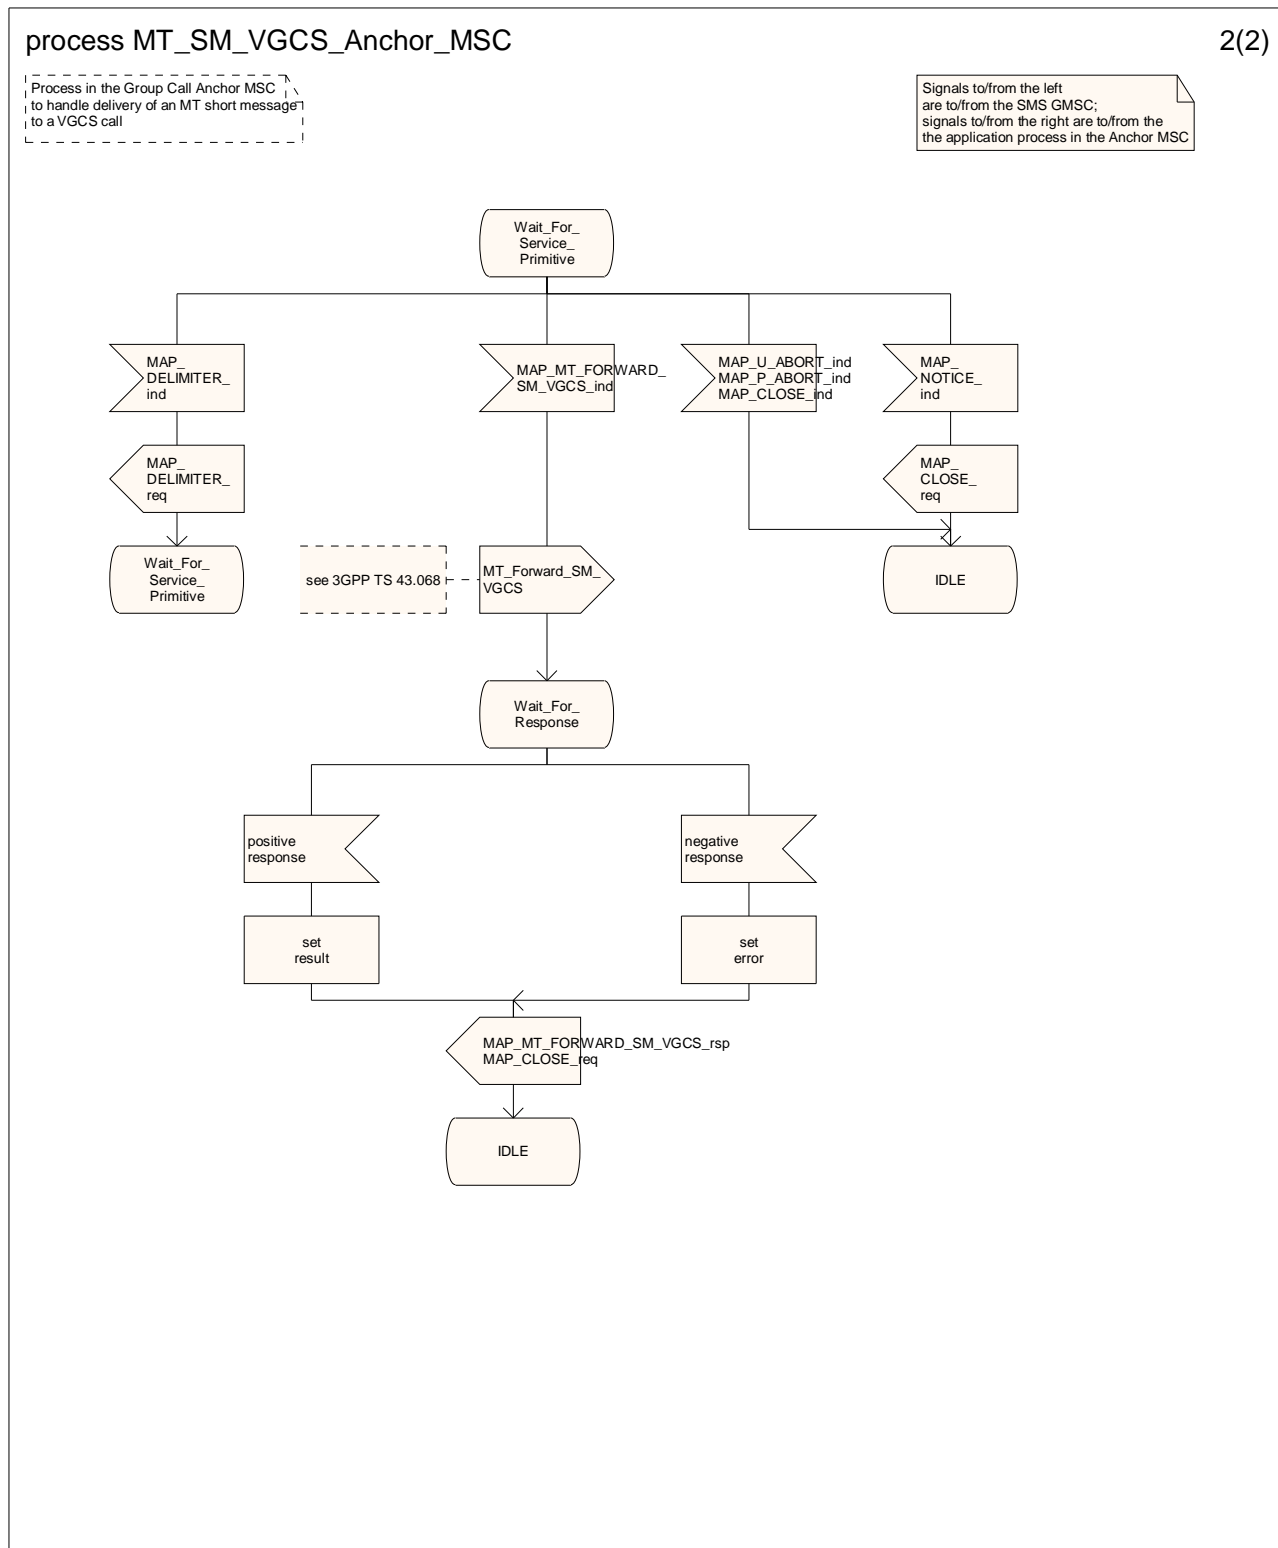 process MT_SM_VGCS_Anchor_MSC
2(2)
Process in the Group Call Anchor MSC
to handle delivery of an MT short message
to a VGCS call
Signals to/from the left
are to/from the SMS GMSC;
signals to/from the right are to/from the
the application process in the Anchor MSC
Wait_For_
Service_
Primitive
MAP_
DELIMITER_
ind
MAP_MT_FORWARD_
SM_VGCS_ind
MAP_U_ABORT_ind
MAP_P_ABORT_ind
MAP_CLOSE_ind
MAP_
NOTICE_
ind
MAP_
DELIMITER_
req
MAP_
CLOSE_
req
Wait_For_
Service_
Primitive
see 3GPP TS 43.068
MT_Forward_SM_
VGCS
IDLE
Wait_For_
Response
positive
response
negative
response
set
result
set
error
MAP_MT_FORWARD_SM_VGCS_rsp
MAP_CLOSE_req
IDLE